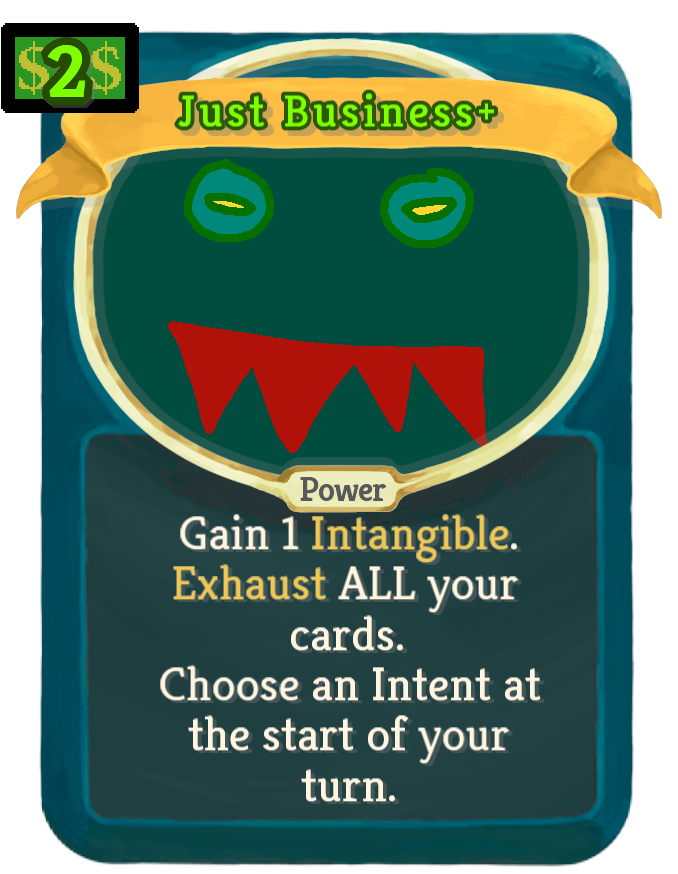 $2$
Just Business+
Power
Gain 1 Intangible.
Exhaust ALL your
cards.
Choose an Intent at
the start of your
turn.